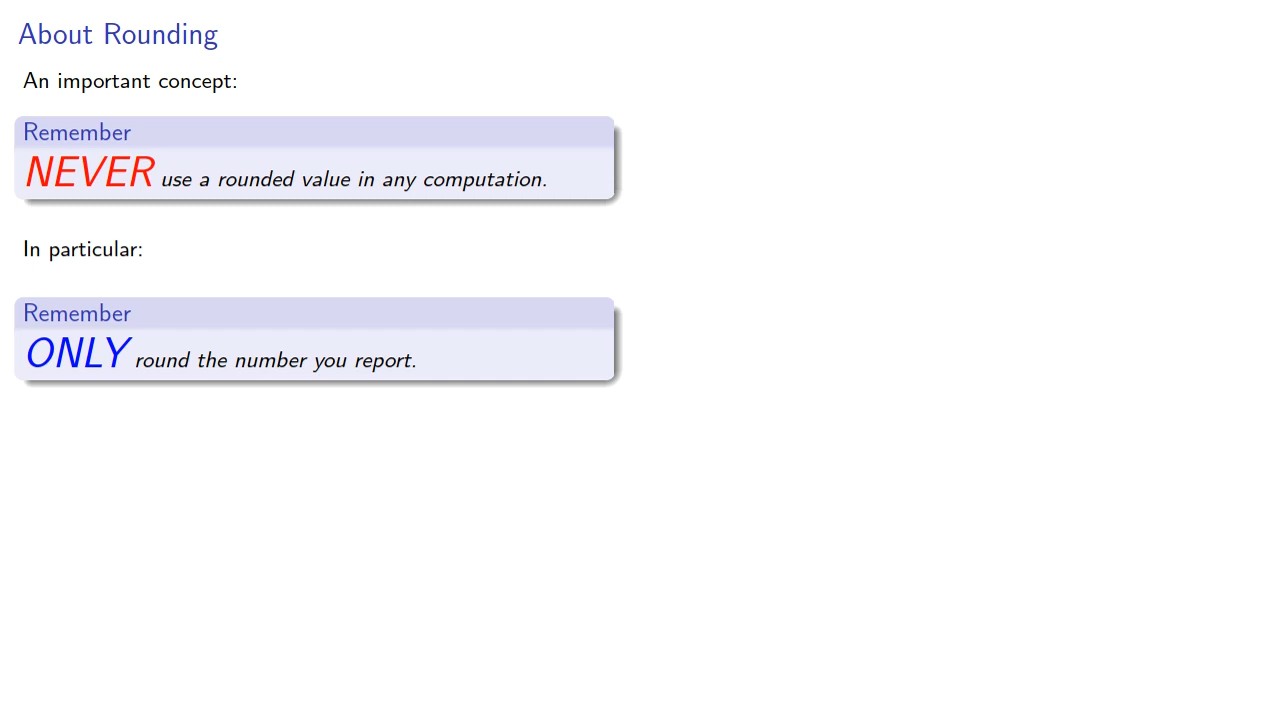 About Rounding
An important concept:
Remember
NEVER use a rounded value in any computation.
In particular:
Remember
ONLY round the number you report.